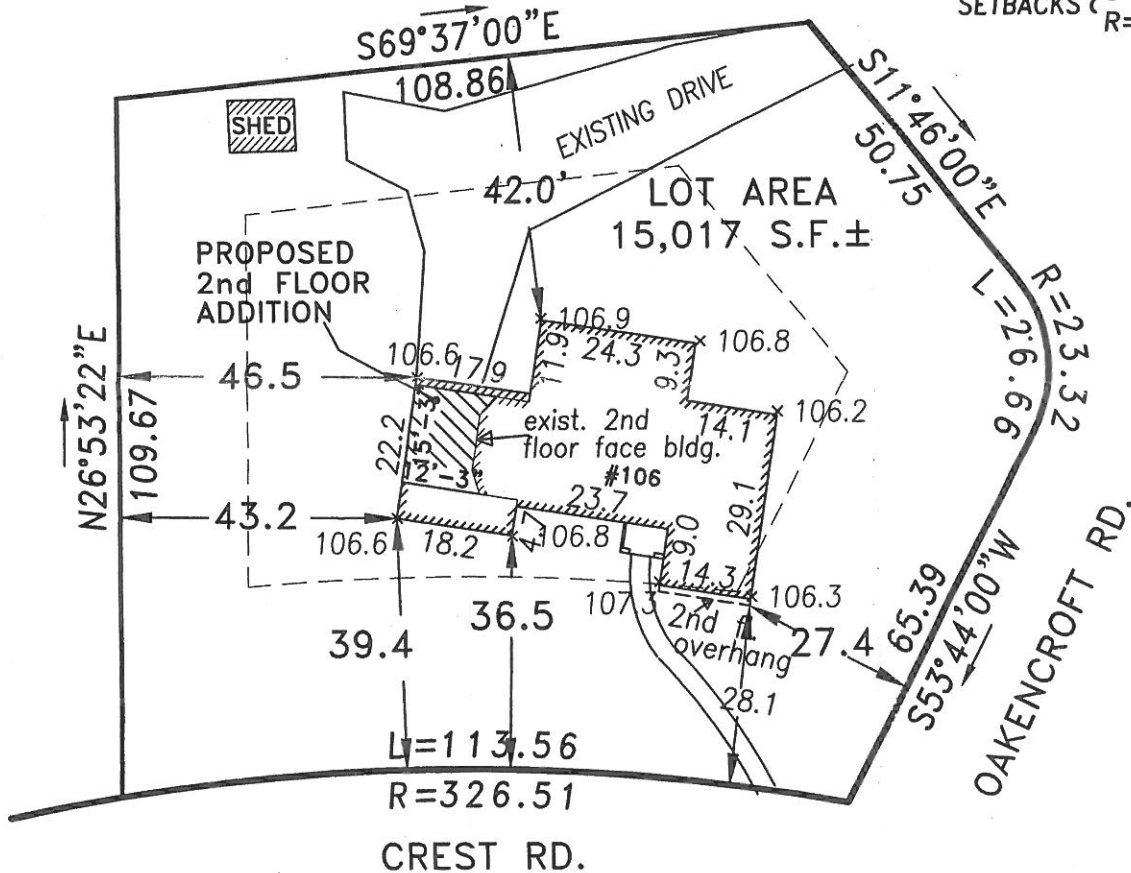 SETBACKS
R=
S69°37'00"E
108.86
SHED
EXISTING DRIVE
S11°46'00"E
50.75
42.0'
LOT AREA
15,017 S.F.±
PROPOSED
2nd FLOOR
ADDITION
R=23.32
L=26.66
N26°53'22"E
109.67
46.5
106.6
17.9
11.9
106.9
24.3
9.3
106.8
14.1
106.2
22.2
15'-3"
12'-3"
exist. 2nd
floor face bldg.
#106
23.7
29.1
43.2
106.6
18.2
4.7
106.8
9.0
14.3
107.3
106.3
2nd fl.
overhang
39.4
36.5
27.4
28.1
65.39
S53°44'00"W
OAKENCROFT RD.
L=113.56
R=326.51
CREST RD.